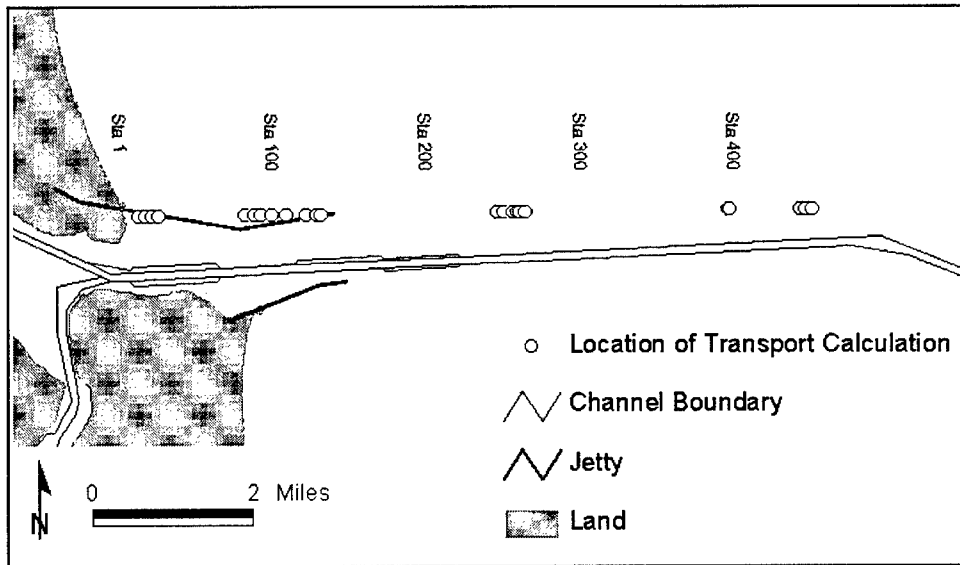 Sta 1
Sta 100
Sta 200
Sta 300
Sta 400
Location of Transport Calculation
Channel Boundary
Jetty
Land
0 2 Miles
N